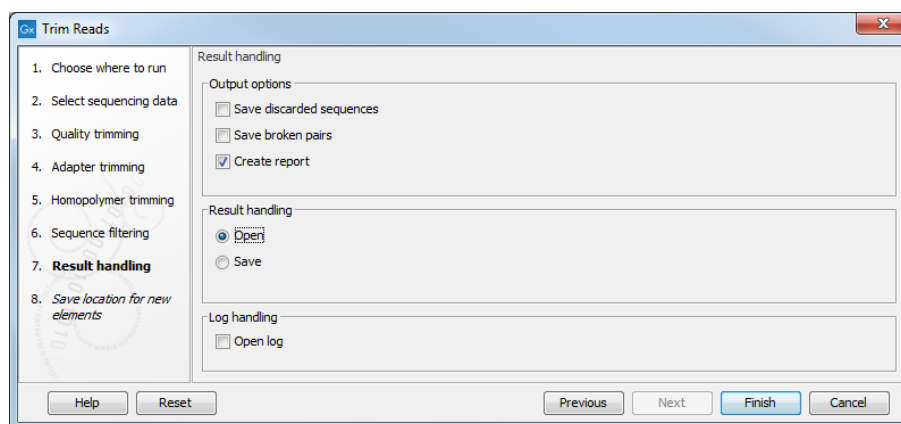 Gx Trim Reads
1. Choose where to run
2. Select sequencing data
3. Quality trimming
4. Adapter trimming
5. Homopolymer trimming
6. Sequence filtering
7. Result handling
8. Save location for new
elements
Result handling
Output options
Save discarded sequences
Save broken pairs
Create report
Result handling
Open
Save
Log handling
Open log
Help Reset Previous Next Finish Cancel